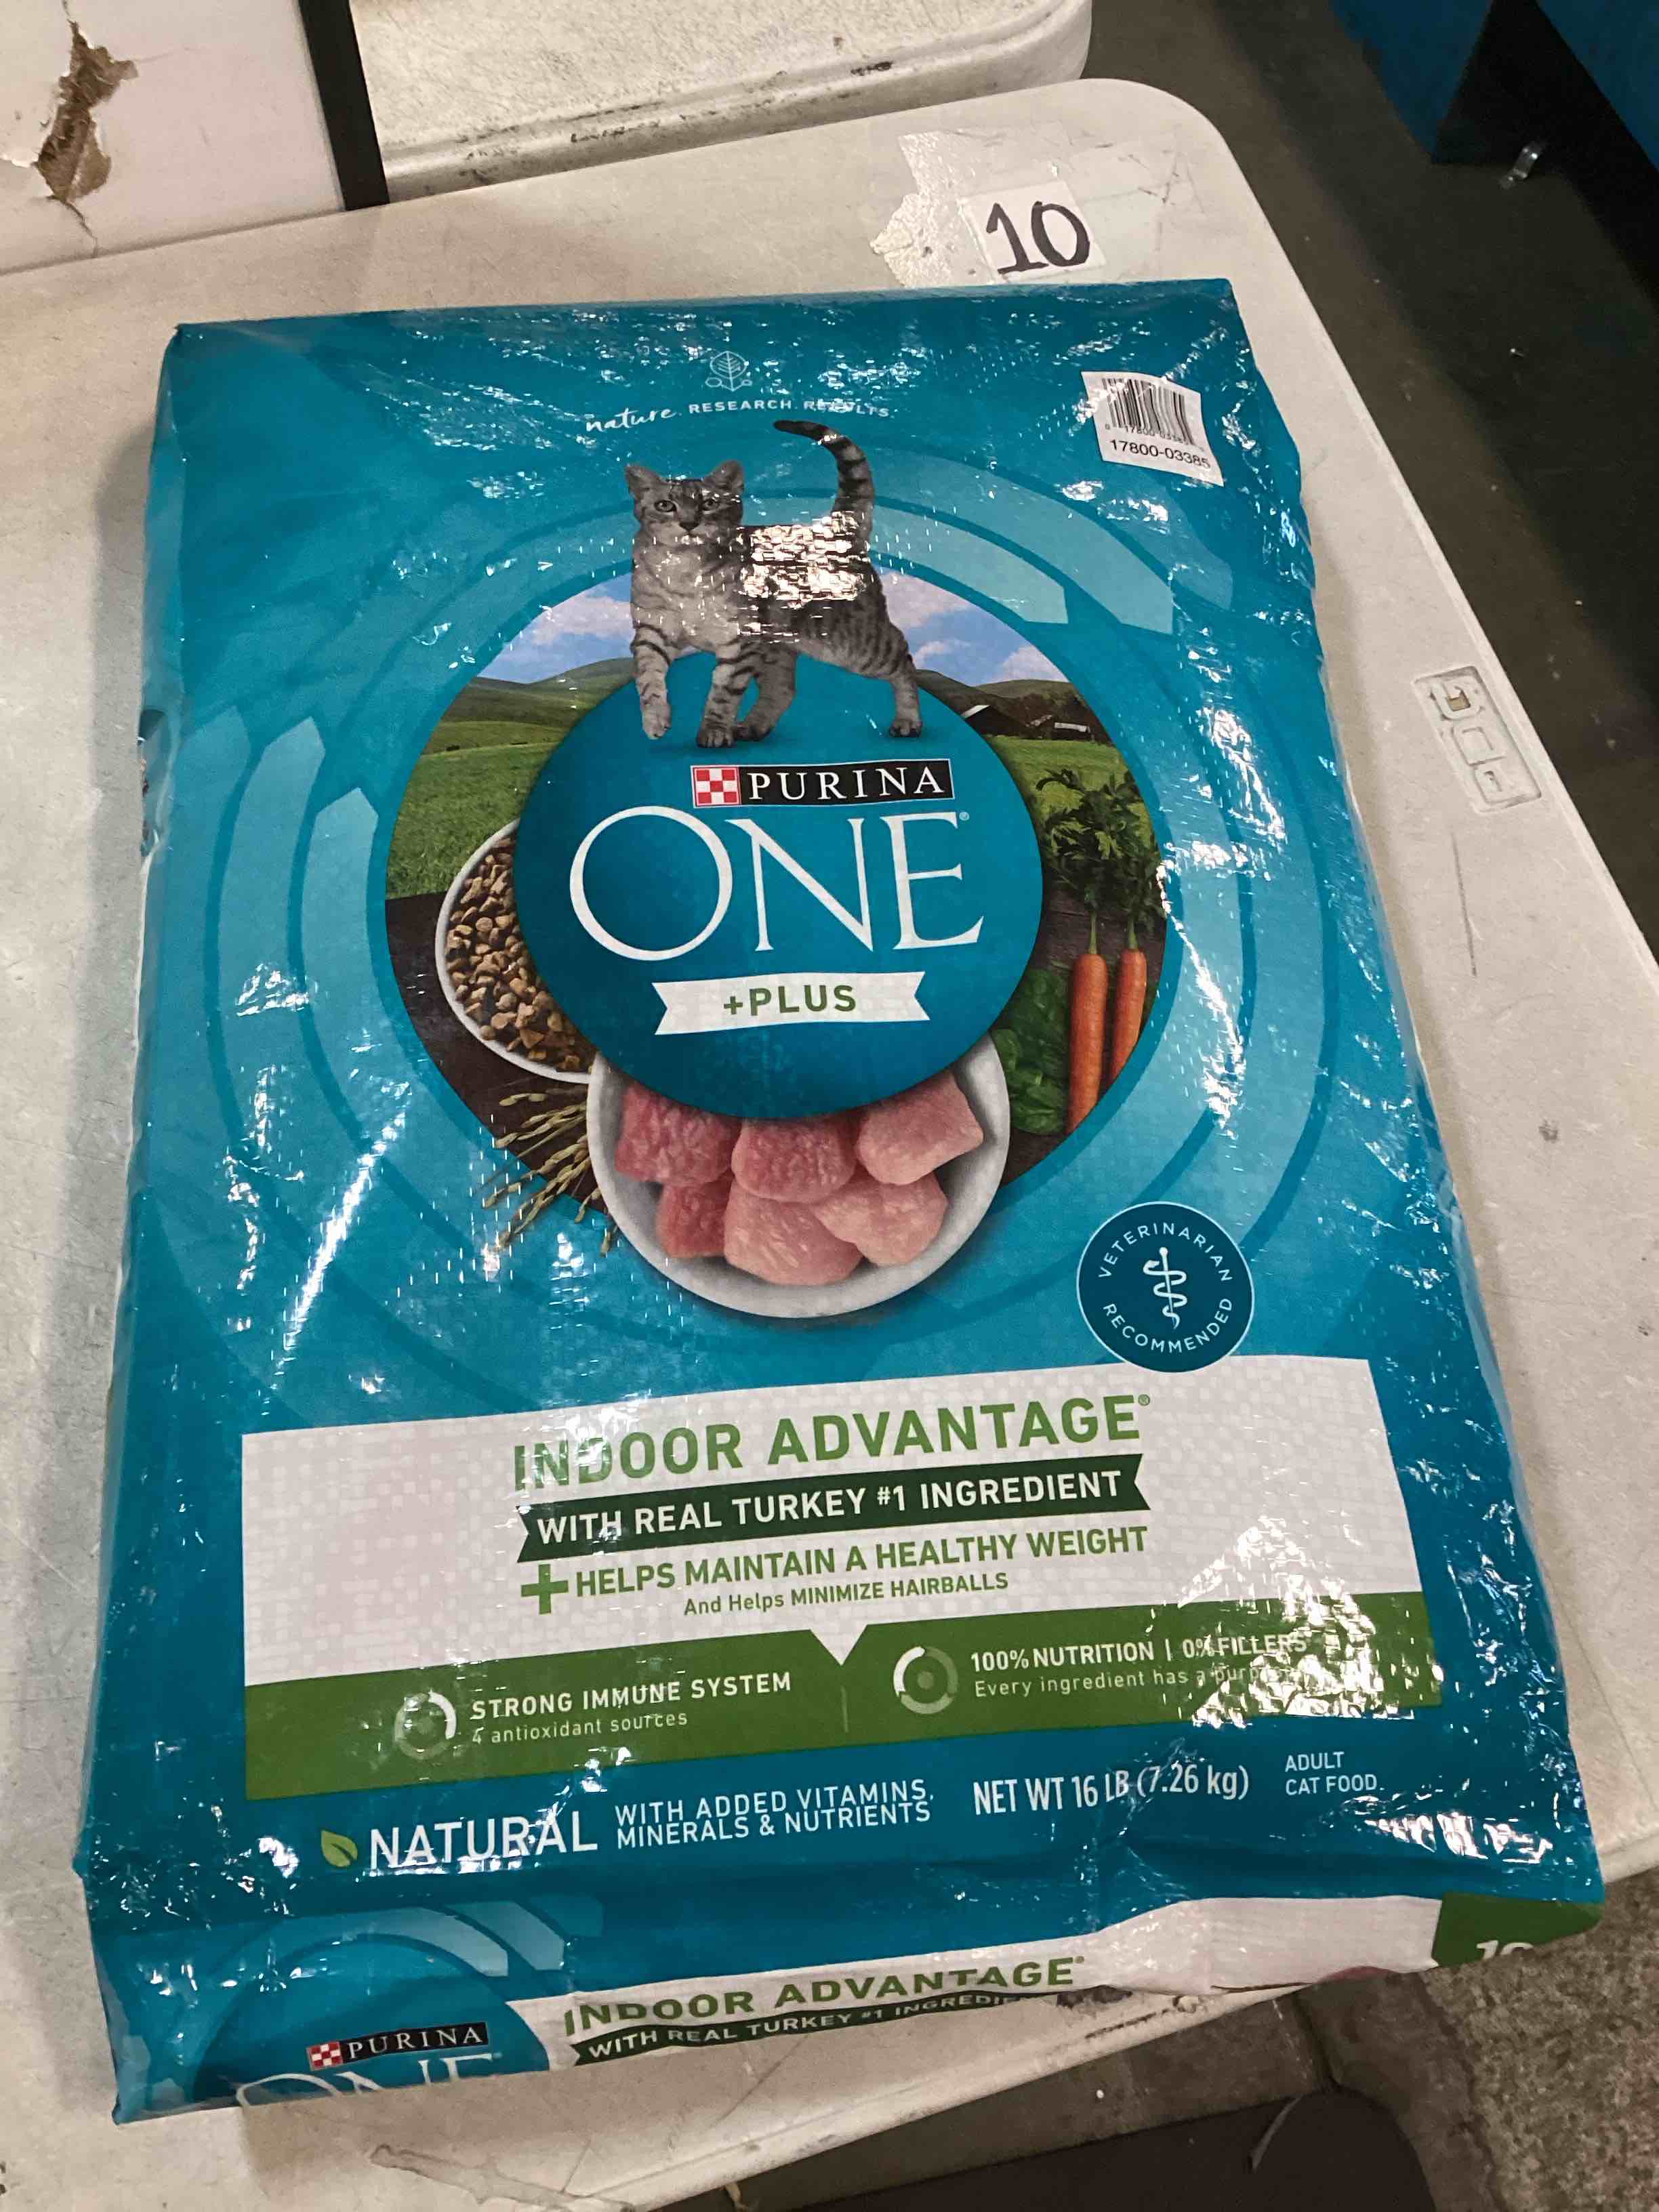 10
nature. RESEARCH. RESULTS.
17800-03385
PURINA
ONE®
+PLUS
VETERINARIAN
RECOMMENDED
INDOOR ADVANTAGE®
WITH REAL TURKEY #1 INGREDIENT
+HELPS MAINTAIN A HEALTHY WEIGHT
And Helps MINIMIZE HAIRBALLS
STRONG IMMUNE SYSTEM
4 antioxidant sources
100% NUTRITION | 0% FILLERS
Every ingredient has a purpose
NATURAL
WITH ADDED VITAMINS,
MINERALS & NUTRIENTS
NET WT 16 LB (7.26 kg)
ADULT
CAT FOOD
INDOOR ADVANTAGE®
WITH REAL TURKEY #1
PURINA
ONE